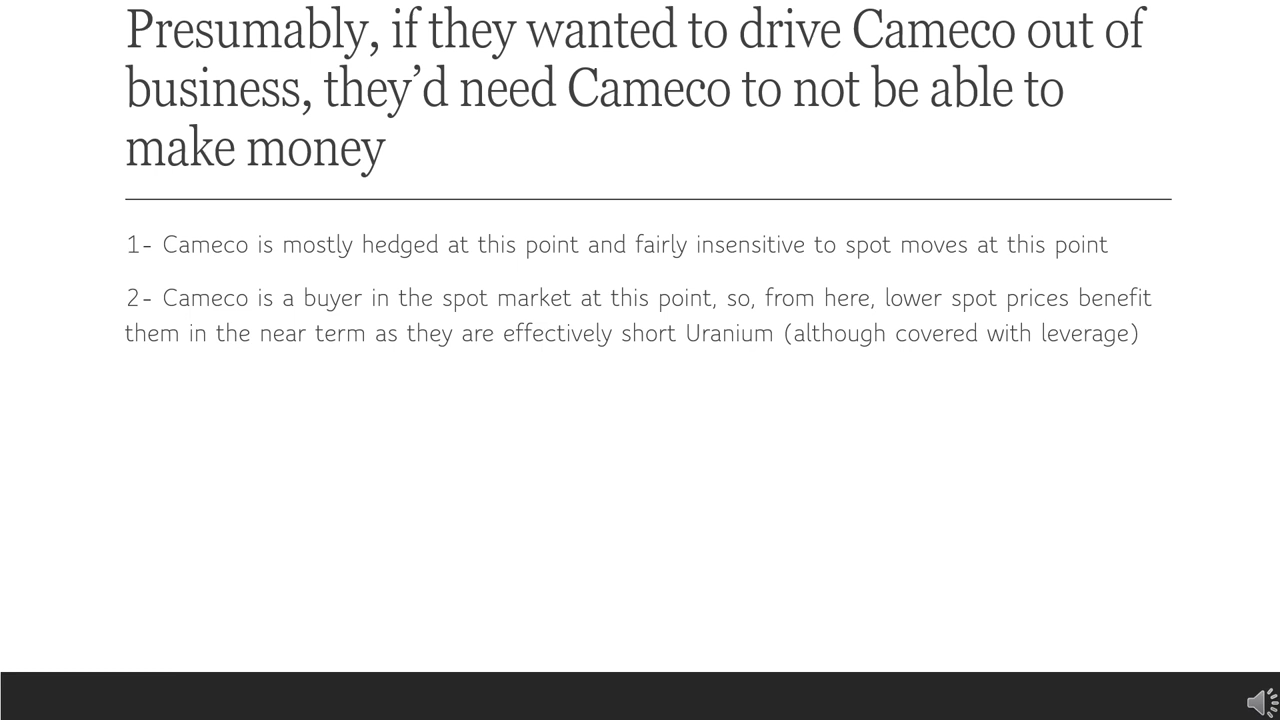 Presumably, if they wanted to drive Cameco out of
business, they’d need Cameco to not be able to
make money
1- Cameco is mostly hedged at this point and fairly insensitive to spot moves at this point
2- Cameco is a buyer in the spot market at this point, so, from here, lower spot prices benefit
them in the near term as they are effectively short Uranium (although covered with leverage)